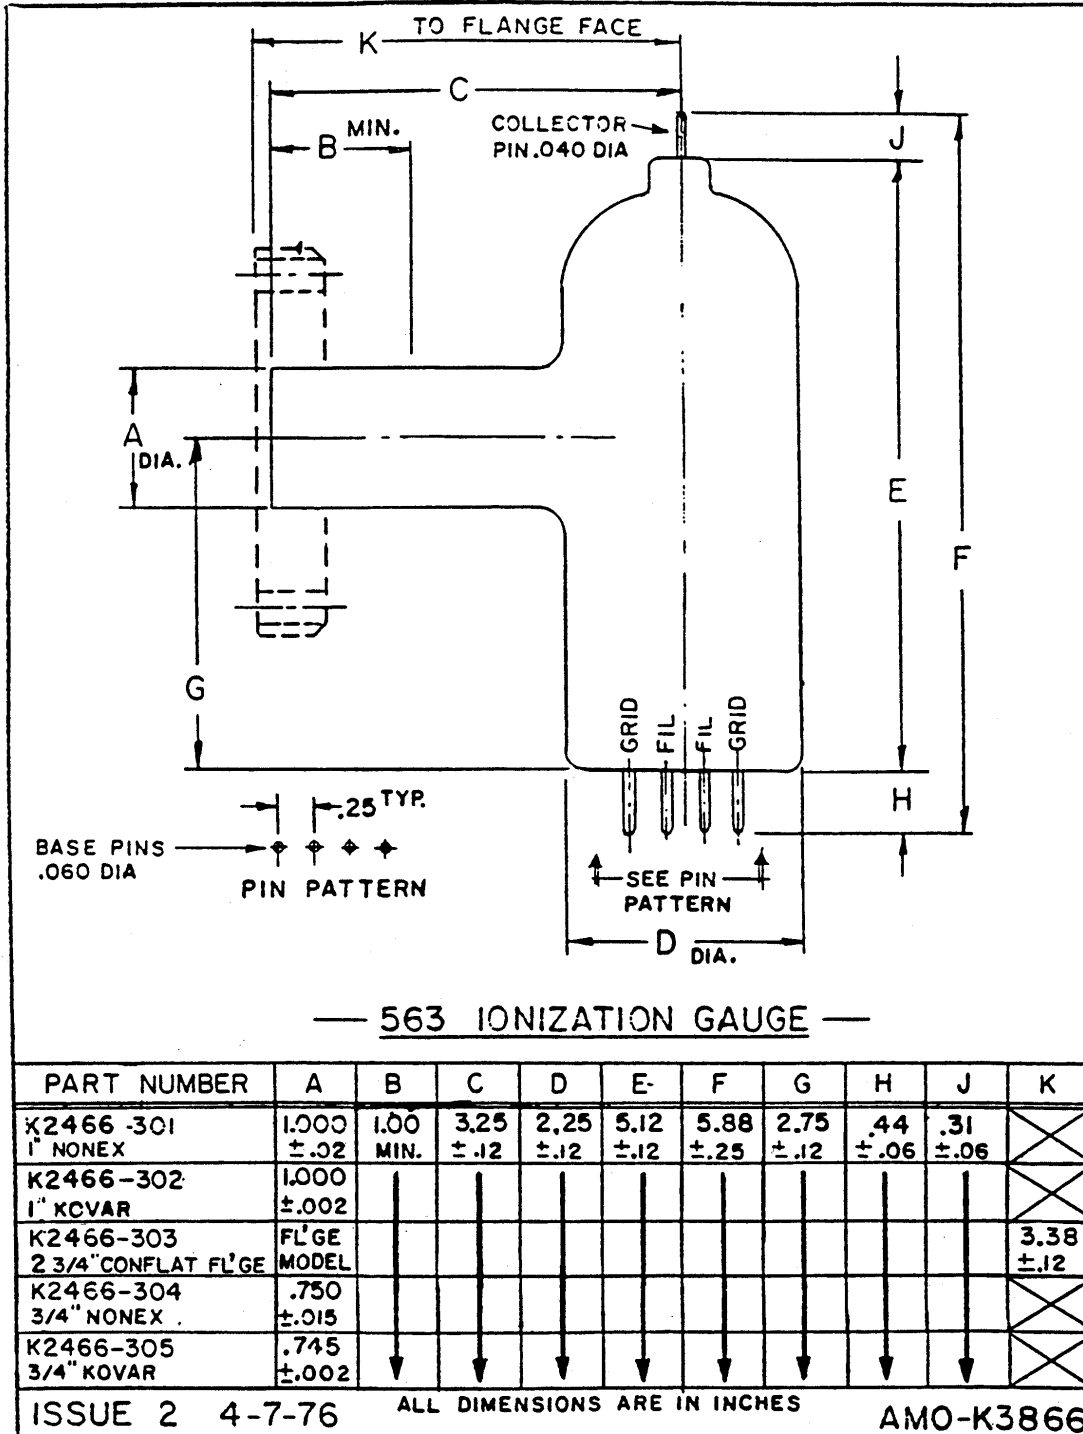 TO FLANGE FACE
K
C
B MIN.
COLLECTOR
PIN .040 DIA
J
A
DIA.
E
F
G
GRID
FIL
FIL
GRID
H
.25 TYP.
BASE PINS
.060 DIA
PIN PATTERN
SEE PIN
PATTERN
D DIA.
563 IONIZATION GAUGE
PART NUMBER A B C D E F G H J K
K2466-301 1.000 1.00 3.25 2.25 5.12 5.88 2.75 .44 .31
1" NONEX ±.02 MIN. ±.12 ±.12 ±.12 ±.25 ±.12 ±.06 ±.06
K2466-302 1.000
1" KOVAR ±.002
K2466-303 FL'GE 3.38
2 3/4" CONFLAT FL'GE MODEL ±.12
K2466-304 .750
3/4" NONEX ±.015
K2466-305 .745
3/4" KOVAR ±.002
ALL DIMENSIONS ARE IN INCHES
ISSUE 2 4-7-76
AMO-K3866